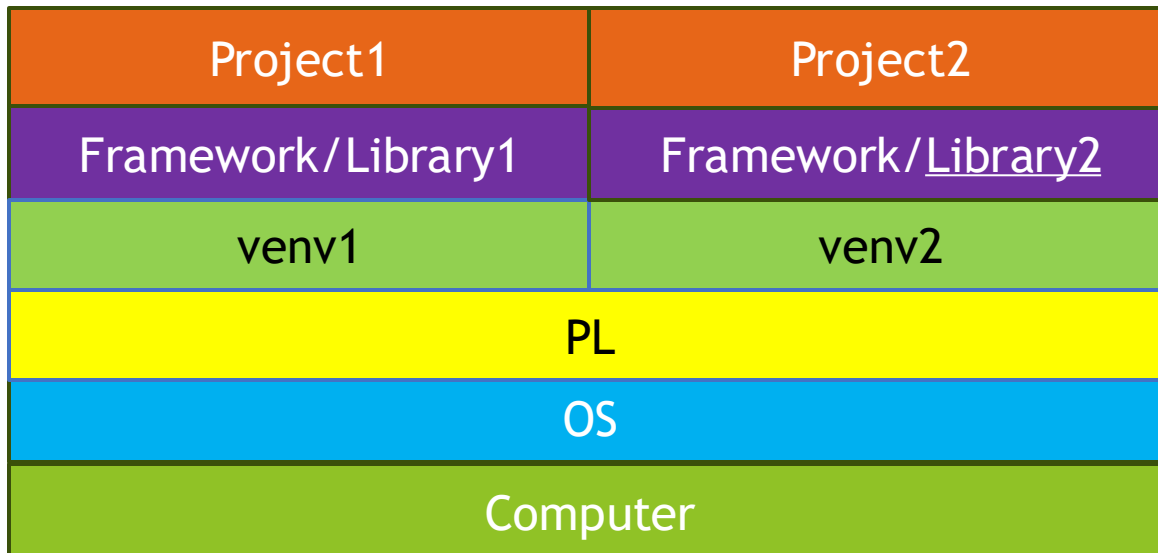 Project1 Project2
Framework/Library1 Framework/Library2
venv1 venv2
PL
OS
Computer